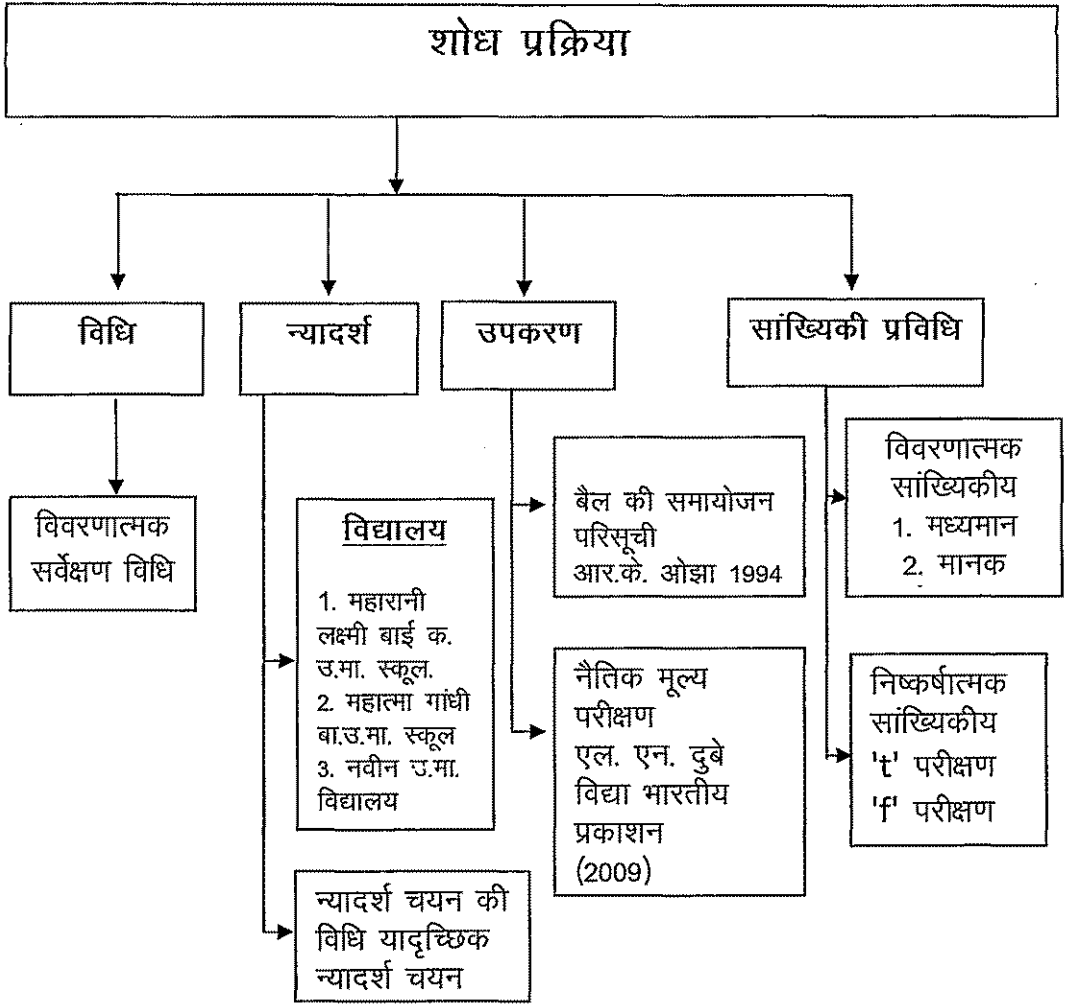 शोध प्रक्रिया
विधि
न्यादर्श
उपकरण
सांख्यिकी प्रविधि
विवरणात्मक
सर्वेक्षण विधि
विद्यालय
1. महारानी
लक्ष्मी बाई क.
उ.मा. स्कूल.
2. महात्मा गांधी
बा.उ.मा. स्कूल
3. नवीन उ.मा.
विद्यालय
न्यादर्श चयन की
विधि यादृच्छिक
न्यादर्श चयन
बैल की समायोजन
परिसूची
आर.के. ओझा 1994
नैतिक मूल्य
परीक्षण
एल. एन. दुबे
विद्या भारतीय
प्रकाशन
(2009)
विवरणात्मक
सांख्यिकीय
1. मध्यमान
2. मानक
निष्कर्षात्मक
सांख्यिकीय
't' परीक्षण
'f' परीक्षण